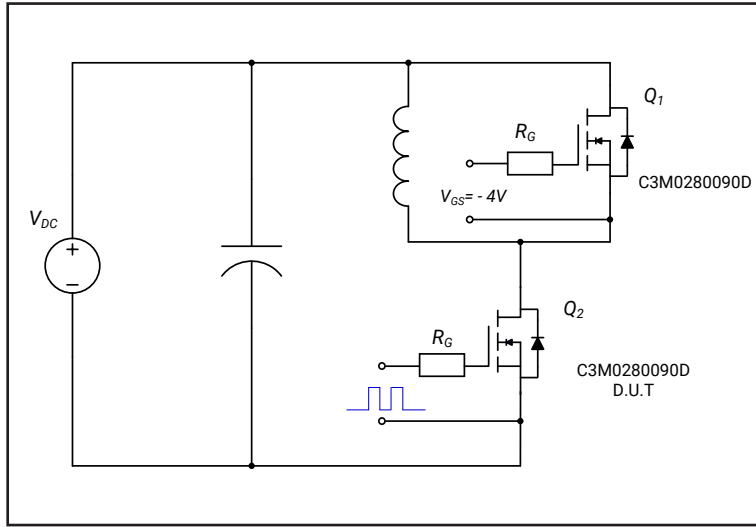 Q1
RG
VGS= - 4V
C3M0280090D
VDC
+
−
Q2
RG
C3M0280090D
D.U.T